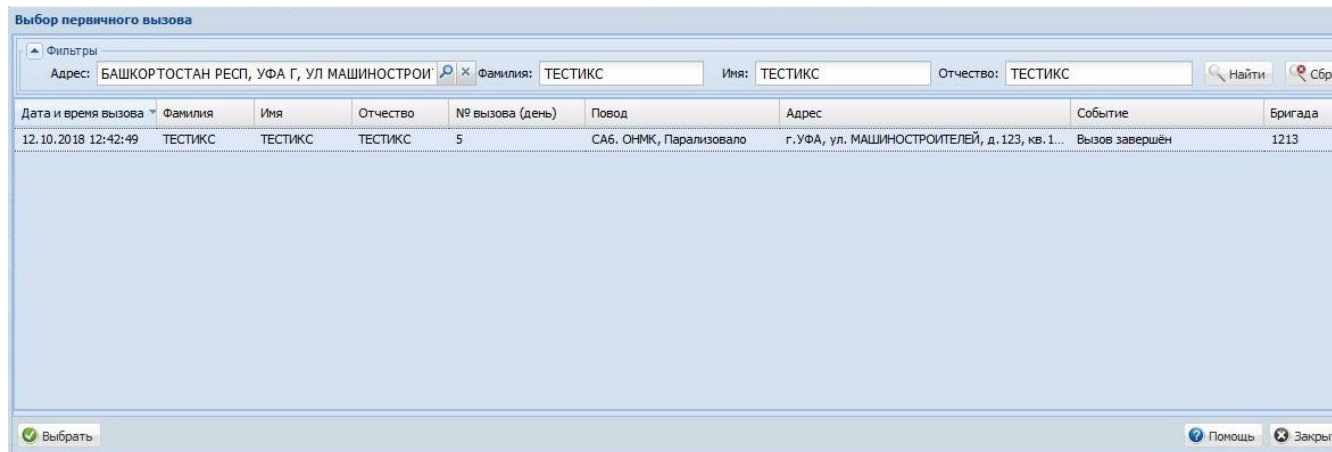 Выбор первичного вызова
Фильтры
Адрес: БАШКОРТОСТАН РЕСП, УФА Г, УЛ МАШИНОСТРОИ Фамилия: ТЕСТИКС Имя: ТЕСТИКС Отчество: ТЕСТИКС Найти Сбр
Дата и время вызова Фамилия Имя Отчество № вызова (день) Повод Адрес Событие Бригада
12.10.2018 12:42:49 ТЕСТИКС ТЕСТИКС ТЕСТИКС 5 СА6. ОНМК, Парализовало г.УФА, ул. МАШИНОСТРОИТЕЛЕЙ, д.123, кв.1... Вызов завершён 1213
Выбрать Помощь Закры